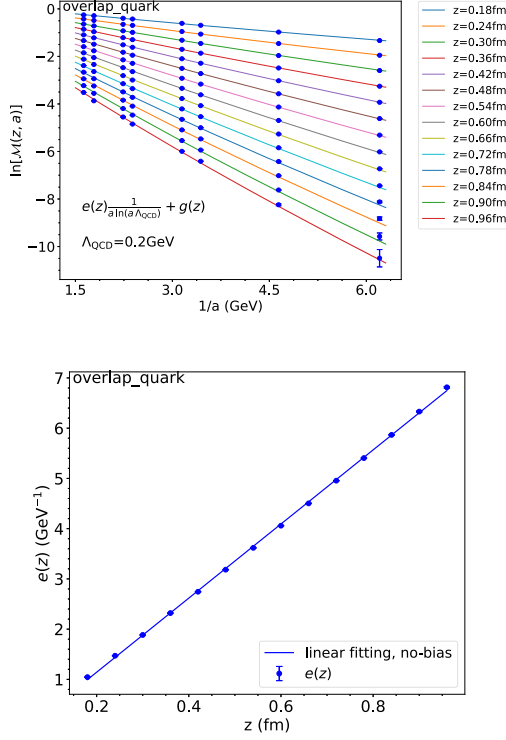 overlap_quark
0
−2
−4
−6
−8
−10
ln[ℳ(z, a)]
e(z) 1/(a ln(a Λ_QCD)) + g(z)
Λ_QCD=0.2GeV
1.5 3.0 4.5 6.0
1/a (GeV)
z=0.18fm
z=0.24fm
z=0.30fm
z=0.36fm
z=0.42fm
z=0.48fm
z=0.54fm
z=0.60fm
z=0.66fm
z=0.72fm
z=0.78fm
z=0.84fm
z=0.90fm
z=0.96fm
overlap_quark
7
6
5
4
3
2
1
e(z) (GeV⁻¹)
linear fitting, no-bias
e(z)
0.2 0.4 0.6 0.8
z (fm)